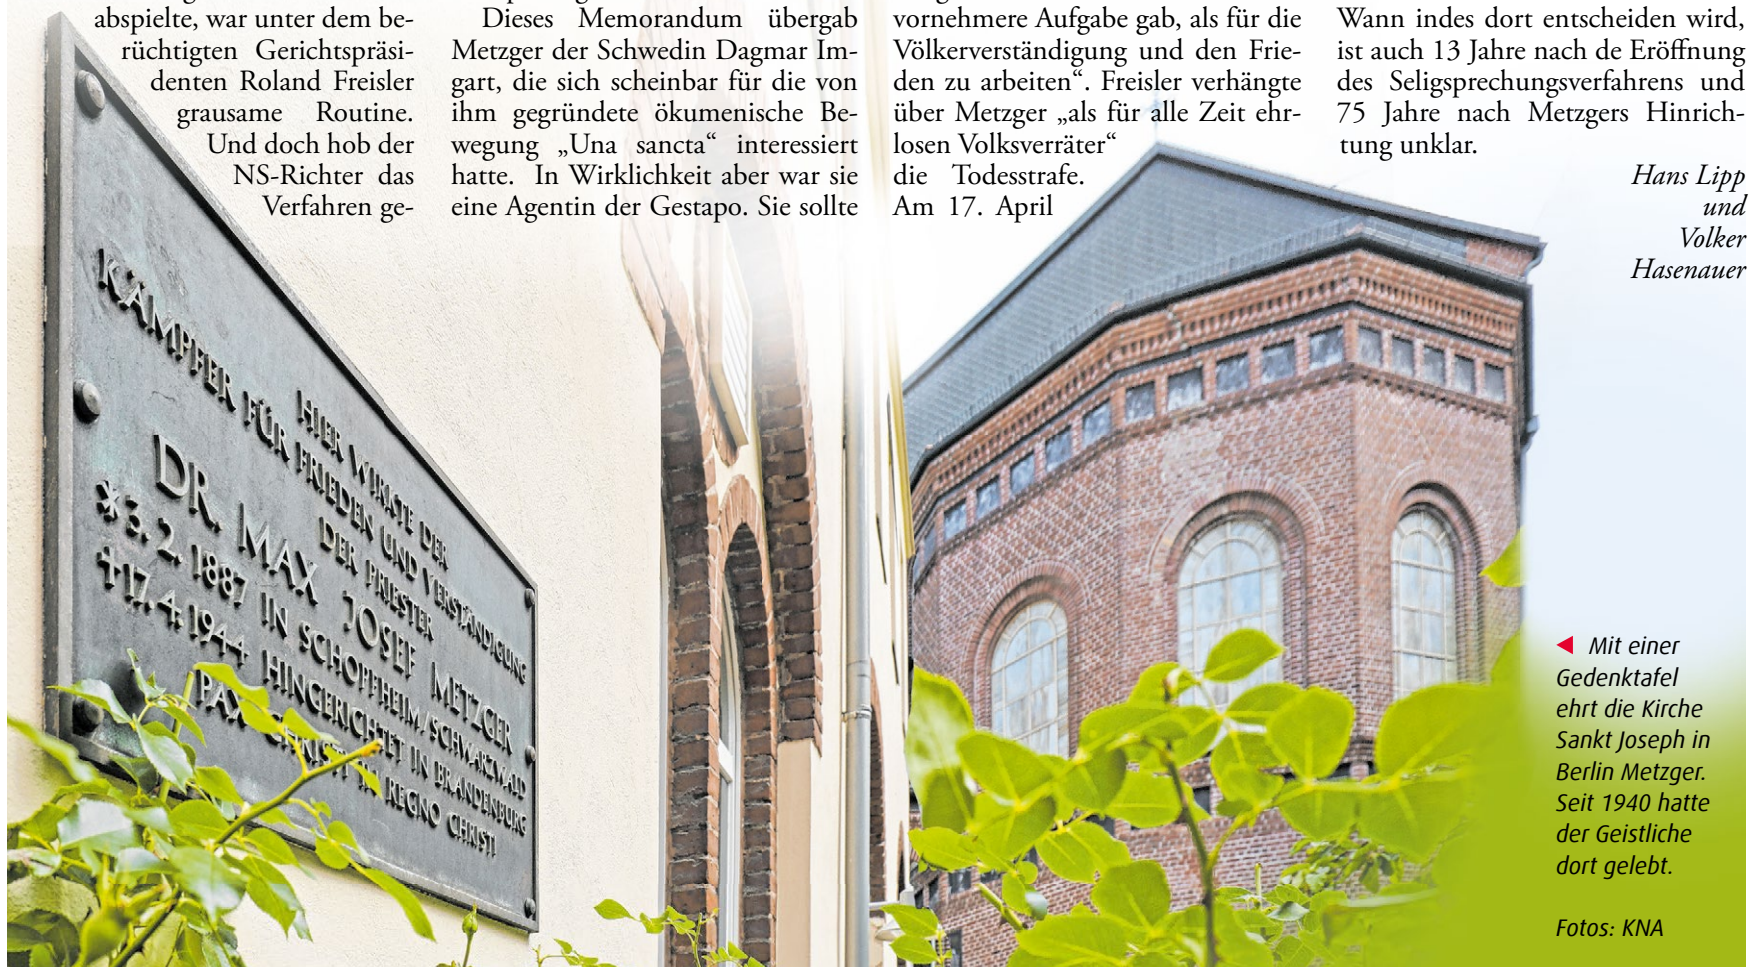 abspielte, war unter dem be-
rüchtigten Gerichtspräsi-
denten Roland Freisler
grausame Routine.
Und doch hob der
NS-Richter das
Verfahren ge-
Dieses Memorandum übergab
Metzger der Schwedin Dagmar Im-
gart, die sich scheinbar für die von
ihm gegründete ökumenische Be-
wegung „Una sancta“ interessiert
hatte. In Wirklichkeit aber war sie
eine Agentin der Gestapo. Sie sollte
vornehmere Aufgabe gab, als für die
Völkerverständigung und den Frie-
den zu arbeiten“. Freisler verhängte
über Metzger „als für alle Zeit ehr-
losen Volksverräter“
die Todesstrafe.
Am 17. April
Wann indes dort entscheiden wird,
ist auch 13 Jahre nach de Eröffnung
des Seligsprechungsverfahrens und
75 Jahre nach Metzgers Hinrich-
tung unklar.
Hans Lipp
und
Volker
Hasenauer
HIER WIRKTE DER
KÄMPFER FÜR FRIEDEN UND VERSTÄNDIGUNG
DER PRIESTER
DR. MAX JOSEF METZGER
* 3. 2. 1887 IN SCHOPFHEIM/SCHWARZWALD
† 17. 4. 1944 HINGERICHTET IN BRANDENBURG
PAX CHRISTI IN REGNO CHRISTI
◀ Mit einer
Gedenktafel
ehrt die Kirche
Sankt Joseph in
Berlin Metzger.
Seit 1940 hatte
der Geistliche
dort gelebt.
Fotos: KNA